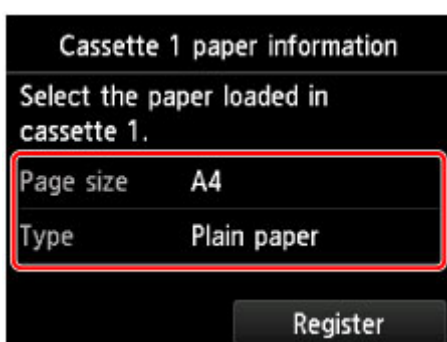 Cassette 1 paper information
Select the paper loaded in
cassette 1.
Page size A4
Type Plain paper
Register